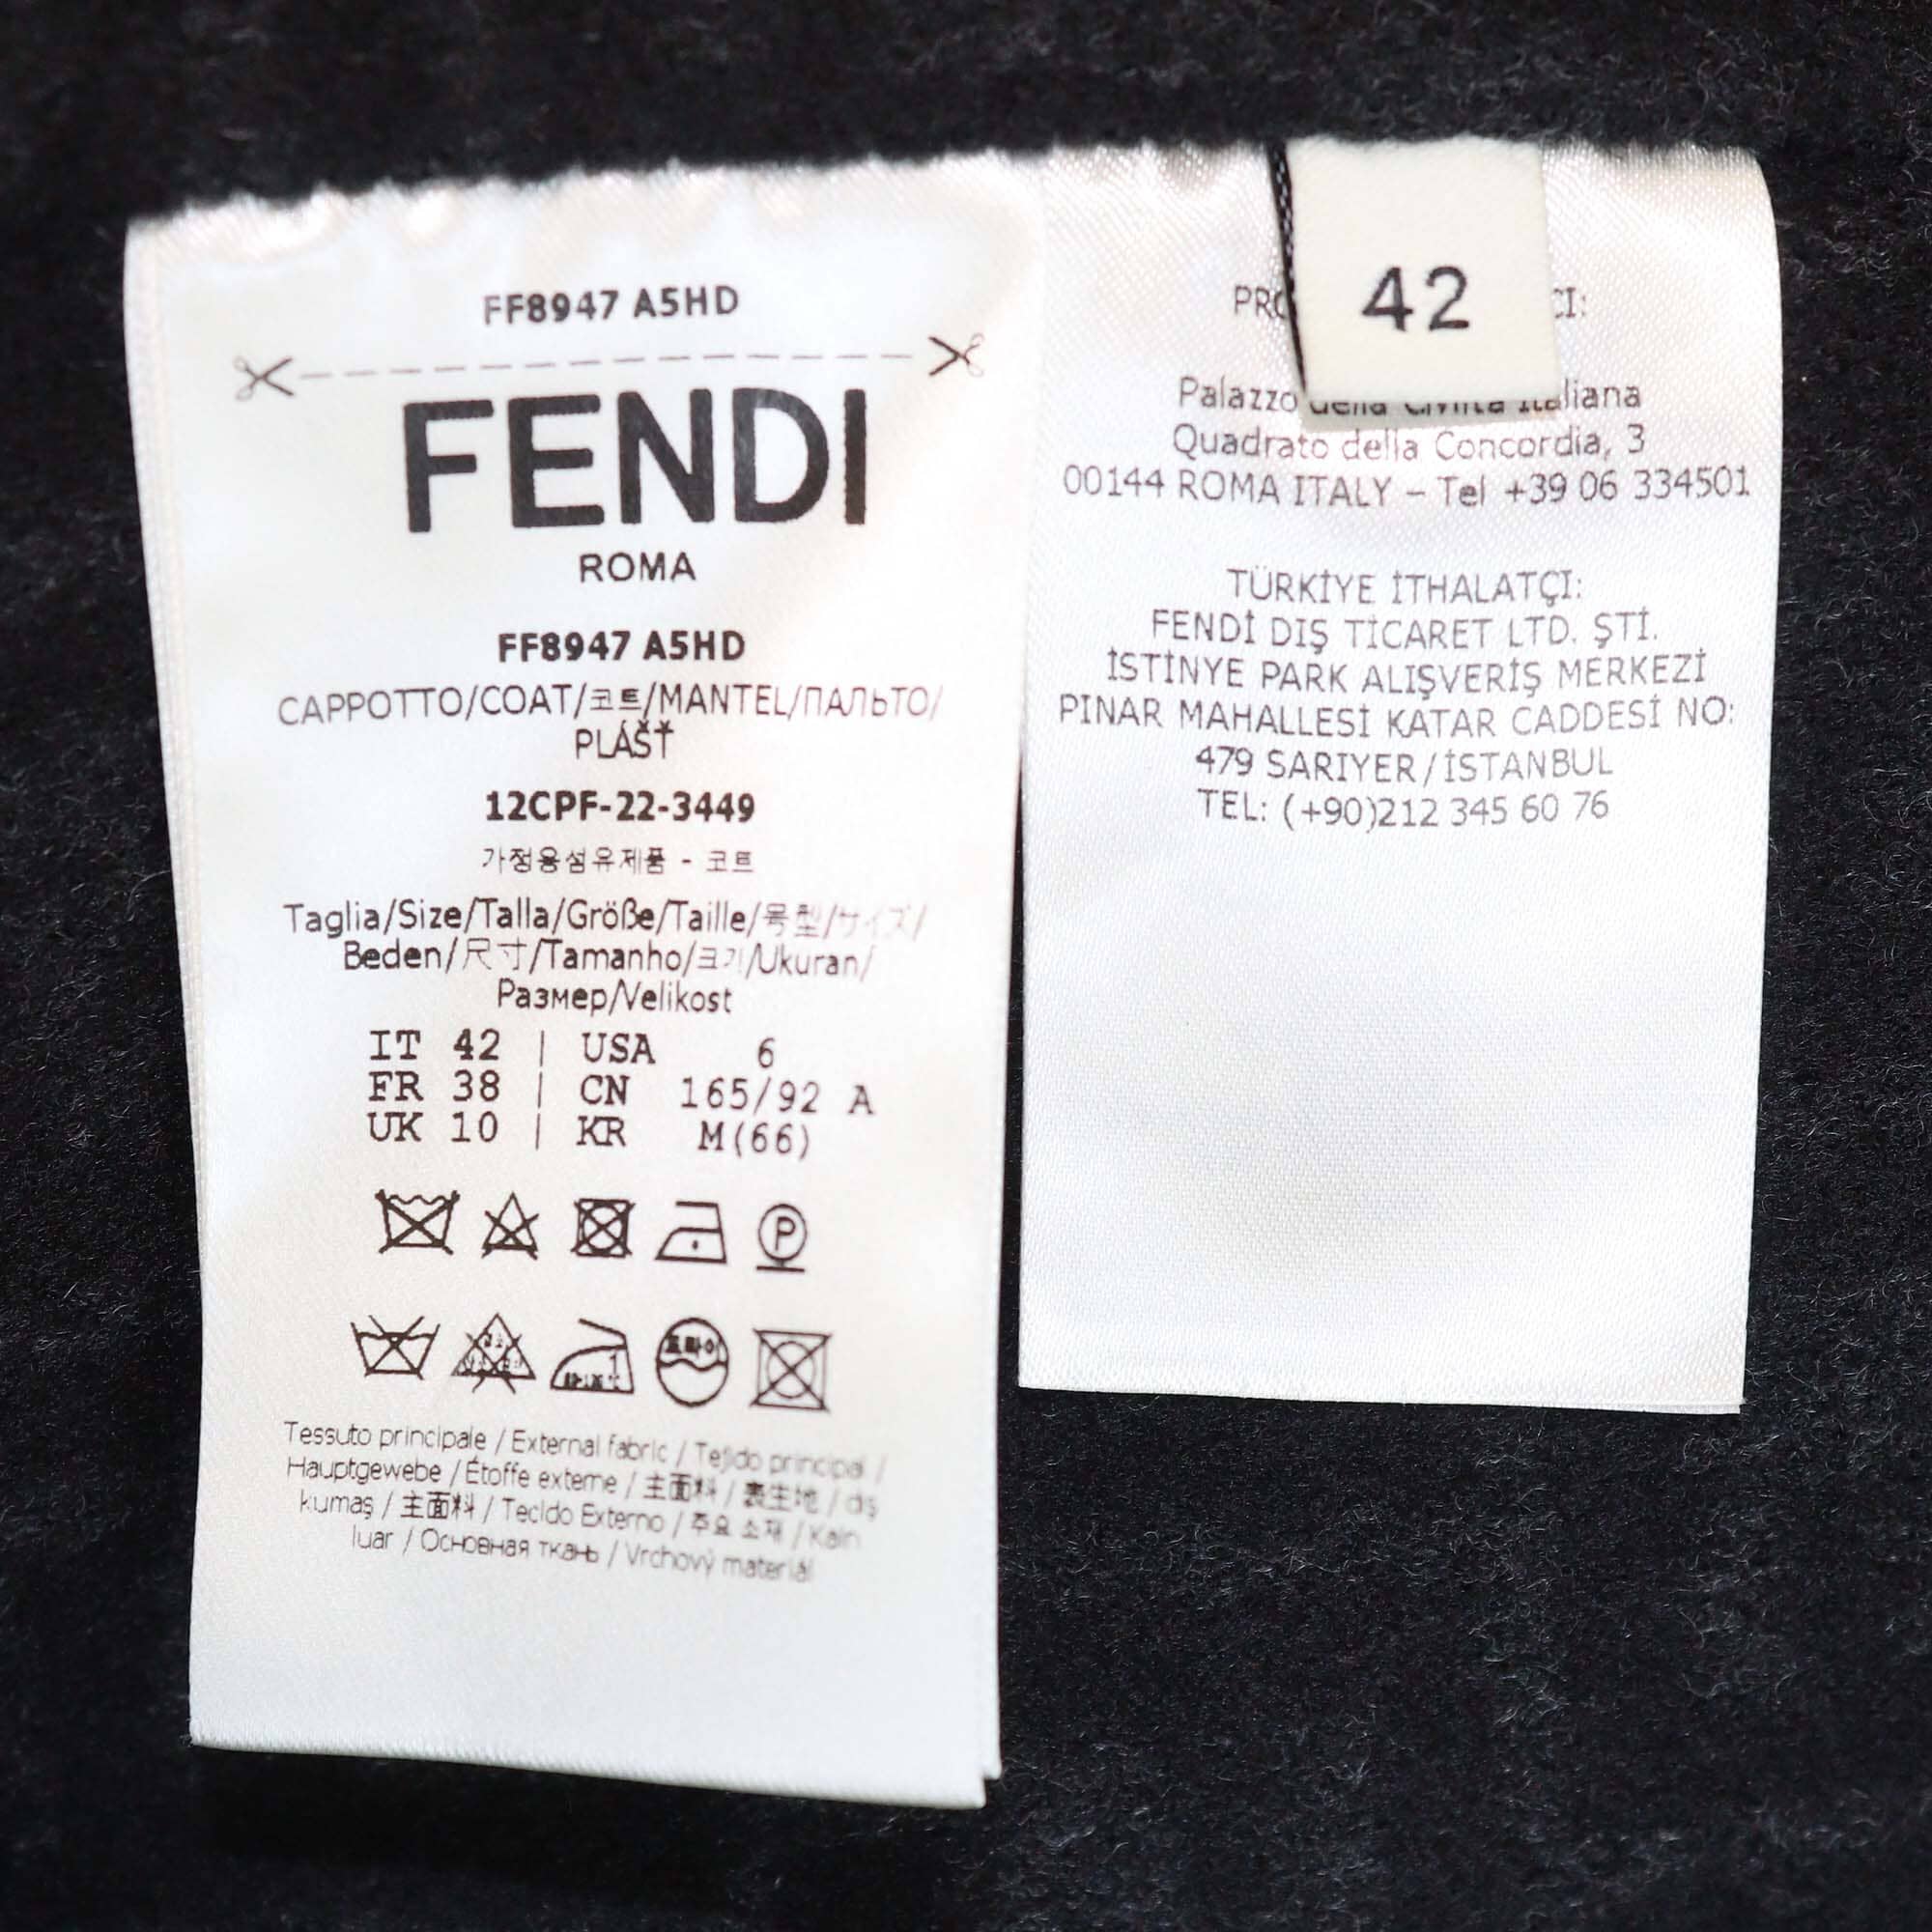 FF8947 A5HD
FENDI
ROMA
FF8947 A5HD
CAPPOTTO/COAT/코트/MANTEL/ПАЛЬТО/
PLÁŠŤ
12CPF-22-3449
가정용섬유제품 - 코트
Taglia/Size/Talla/Größe/Taille/号型/サイズ/
Beden/尺寸/Tamanho/크기/Ukuran/
Размер/Velikost
IT 42 | USA 6
FR 38 | CN 165/92 A
UK 10 | KR M(66)
P
드라이
Tessuto principale / External fabric / Tejido principal /
Hauptgewebe / Étoffe externe / 主面料 / 表生地 / dış
kumaş / 主面料 / Tecido Externo / 주요 소재 / Kain
luar / Основная ткань / Vrchový materiál
42
Palazzo della Civiltà Italiana
Quadrato della Concordia, 3
00144 ROMA ITALY – Tel +39 06 334501
TÜRKİYE İTHALATÇI:
FENDİ DIŞ TİCARET LTD. ŞTİ.
İSTİNYE PARK ALIŞVERİŞ MERKEZİ
PINAR MAHALLESİ KATAR CADDESİ NO:
479 SARIYER/İSTANBUL
TEL: (+90)212 345 60 76